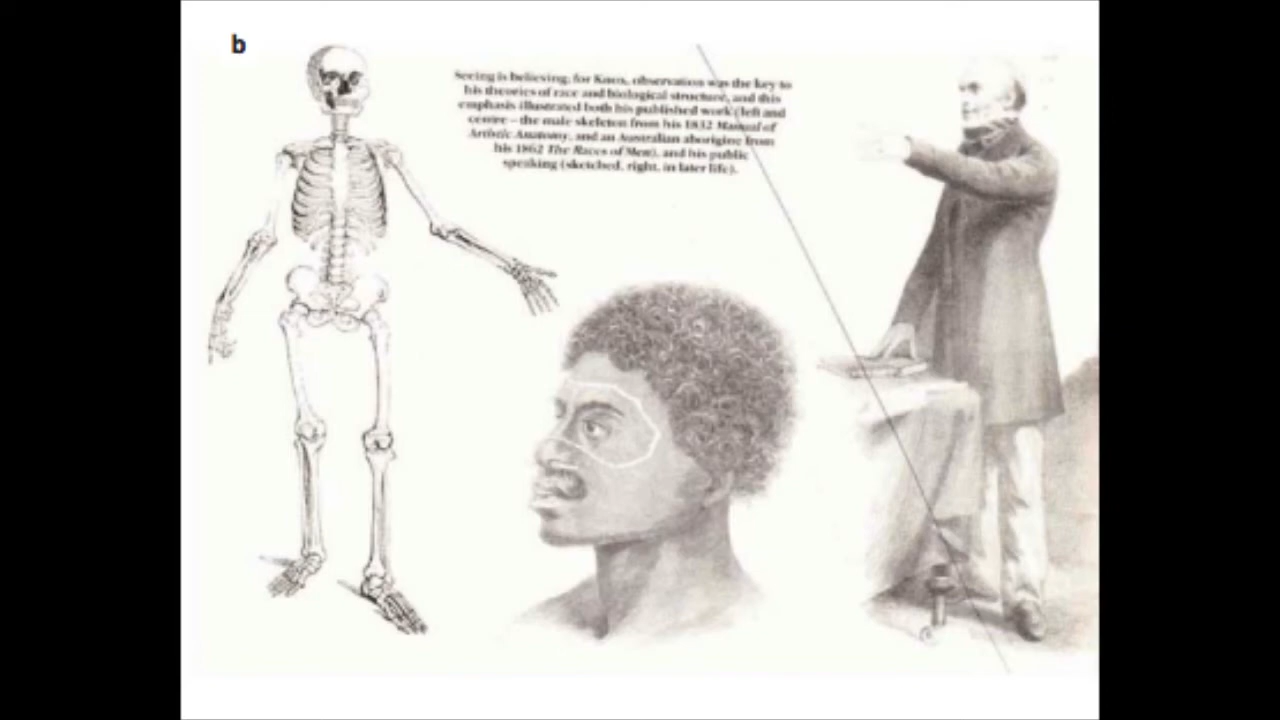 b
Seeing is believing; for Knox, observation was the key to
his theories of race and biological structure, and this
emphasis illustrated both his published work (left and
centre – the male skeleton from his 1852 Manual of
Artistic Anatomy, and an Australian aborigine from
his 1862 The Races of Men), and his public
speaking (sketched, right, in later life).